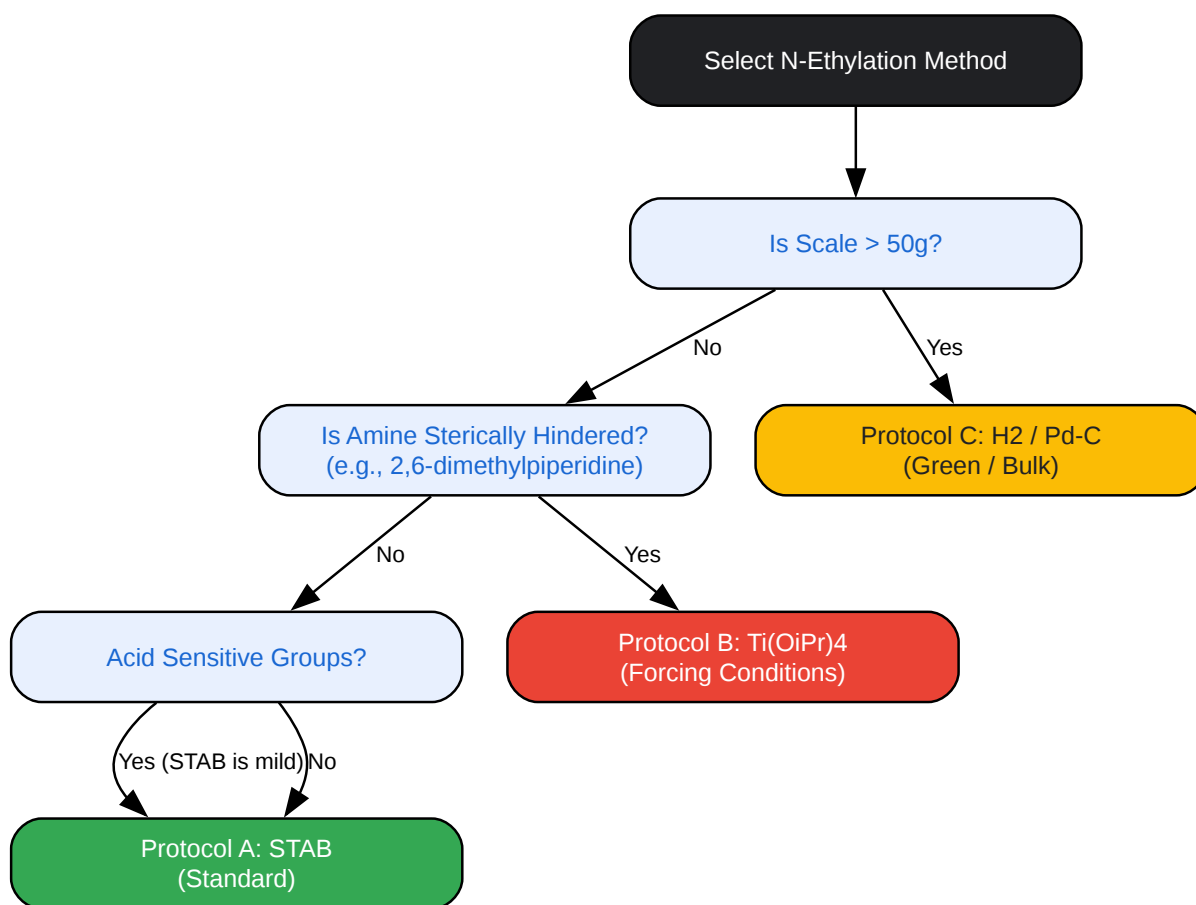 Select N-Ethylation Method
Is Scale > 50g?
No
Yes
Is Amine Sterically Hindered?
(e.g., 2,6-dimethylpiperidine)
Protocol C: H2 / Pd-C
(Green / Bulk)
No
Yes
Acid Sensitive Groups?
Protocol B: Ti(OiPr)4
(Forcing Conditions)
Yes (STAB is mild)
No
Protocol A: STAB
(Standard)